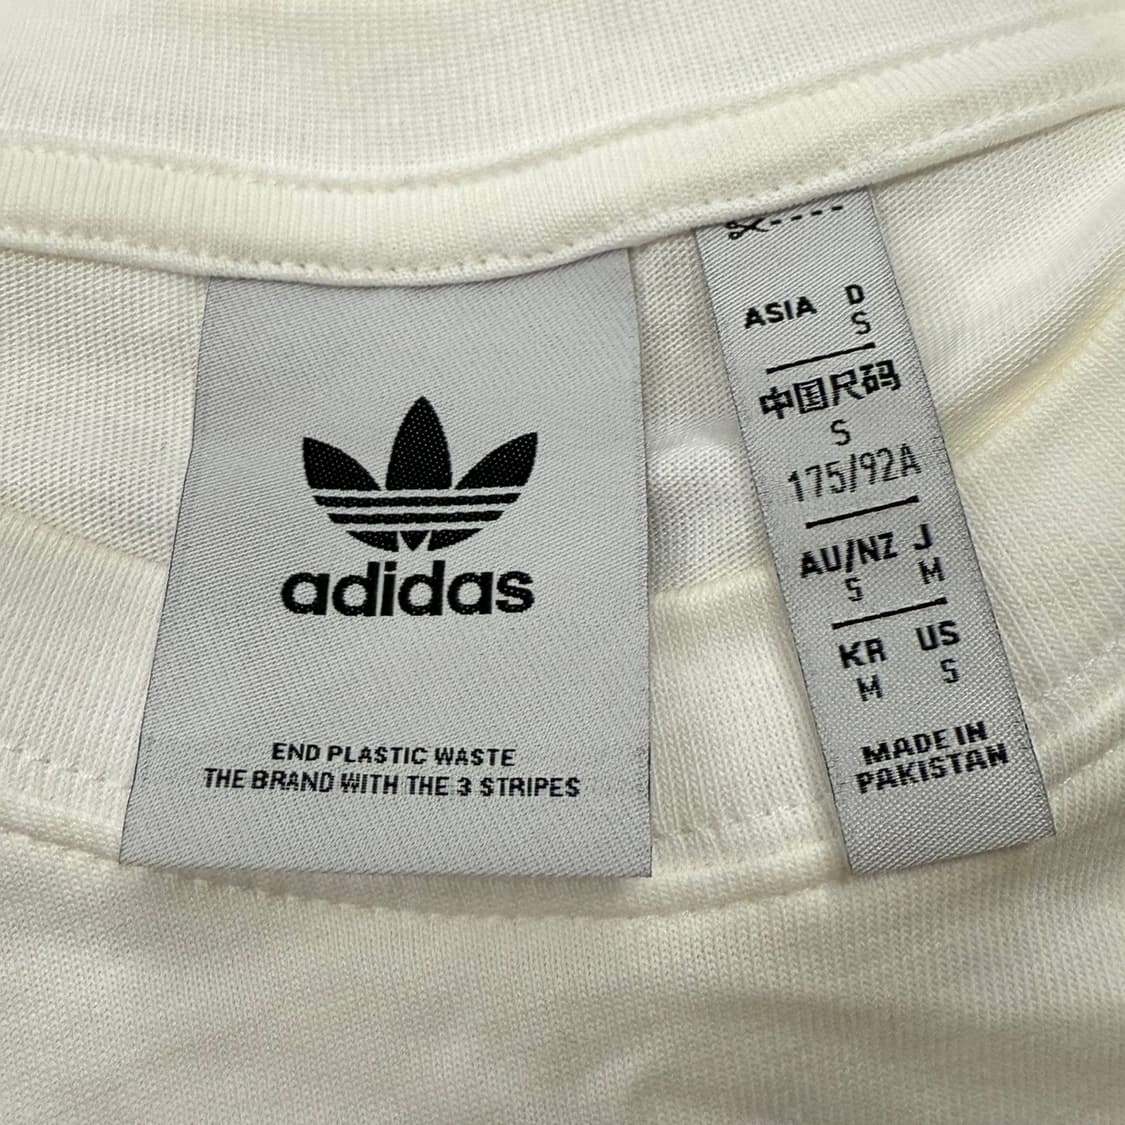 adidas
END PLASTIC WASTE
THE BRAND WITH THE 3 STRIPES
ASIA D
S
中国尺码
S
175/92A
AU/NZ J
S M
KR US
M S
MADE IN
PAKISTAN